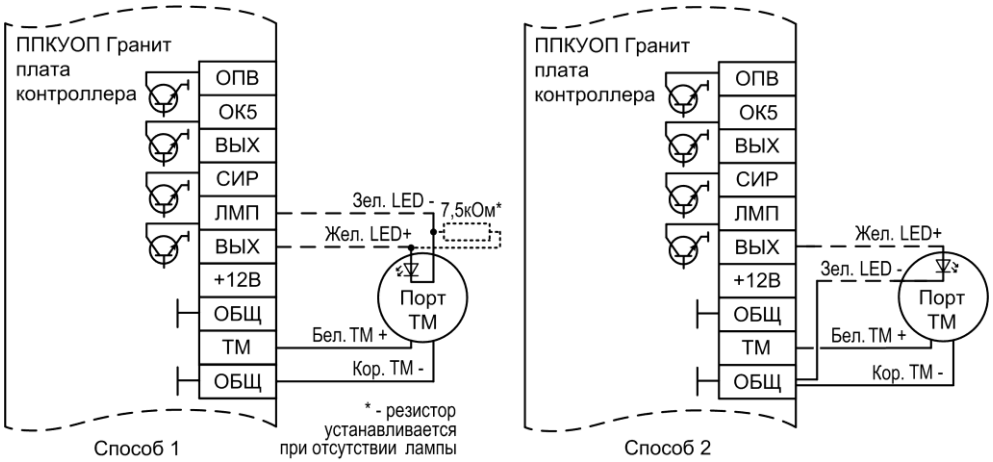 ППКУОП Гранит
плата
контроллера
ОПВ
ОК5
ВЫХ
СИР
ЛМП
ВЫХ
+12В
ОБЩ
ТМ
ОБЩ
Зел. LED -
7,5кОм*
Жел. LED+
Порт
ТМ
Бел. ТМ +
Кор. ТМ -
* - резистор
устанавливается
при отсутствии лампы
Способ 1
ППКУОП Гранит
плата
контроллера
ОПВ
ОК5
ВЫХ
СИР
ЛМП
ВЫХ
+12В
ОБЩ
ТМ
ОБЩ
Жел. LED+
Зел. LED -
Порт
ТМ
Бел. ТМ +
Кор. ТМ -
Способ 2